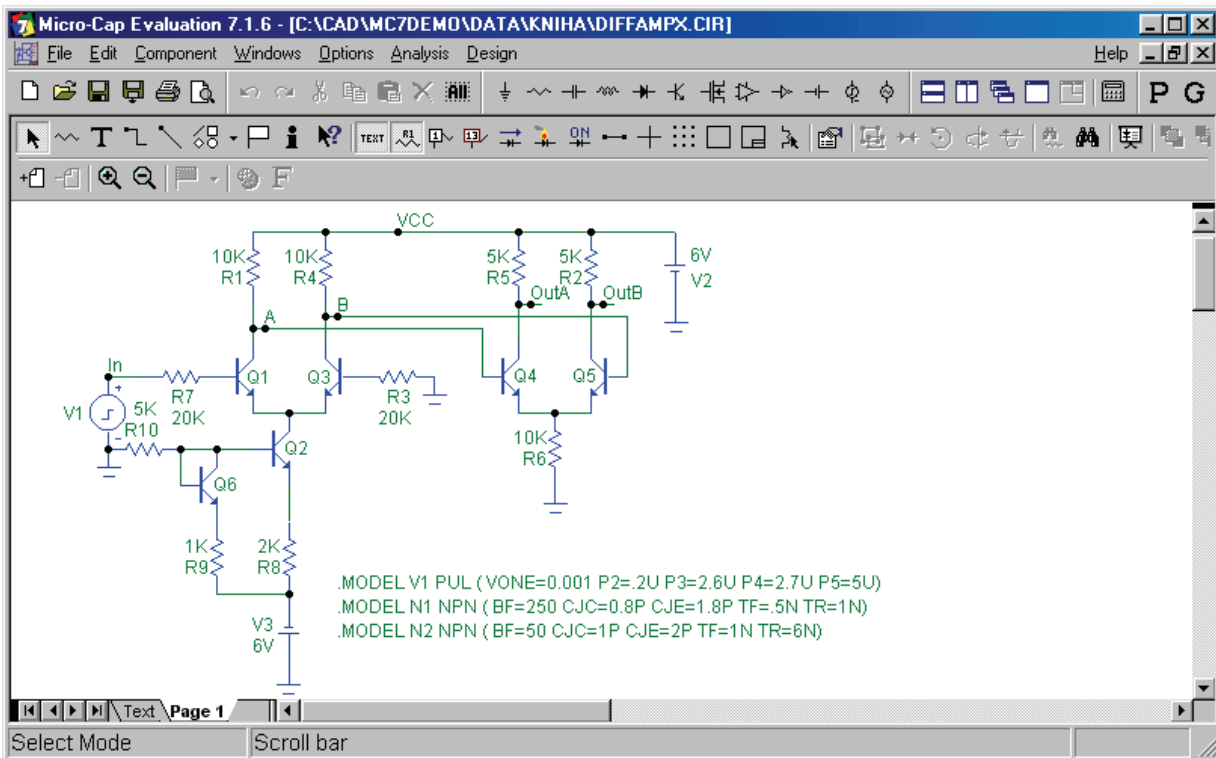 Micro-Cap Evaluation 7.1.6 - [C:\CAD\MC7DEMO\DATA\KNIHA\DIFFAMPX.CIR]
File Edit Component Windows Options Analysis Design Help
P G
T TEXT R1 1 13 ON
F
VCC
10K
R1
10K
R4
5K
R5
5K
R2
6V
V2
OutA
OutB
A
B
In
Q1
Q3
Q4
Q5
R7
20K
R3
20K
V1
5K
R10
Q2
10K
R6
Q6
1K
R9
2K
R8
.MODEL V1 PUL (VONE=0.001 P2=.2U P3=2.6U P4=2.7U P5=5U)
.MODEL N1 NPN ( BF=250 CJC=0.8P CJE=1.8P TF=.5N TR=1N)
.MODEL N2 NPN ( BF=50 CJC=1P CJE=2P TF=1N TR=6N)
V3
6V
Text Page 1
Select Mode Scroll bar